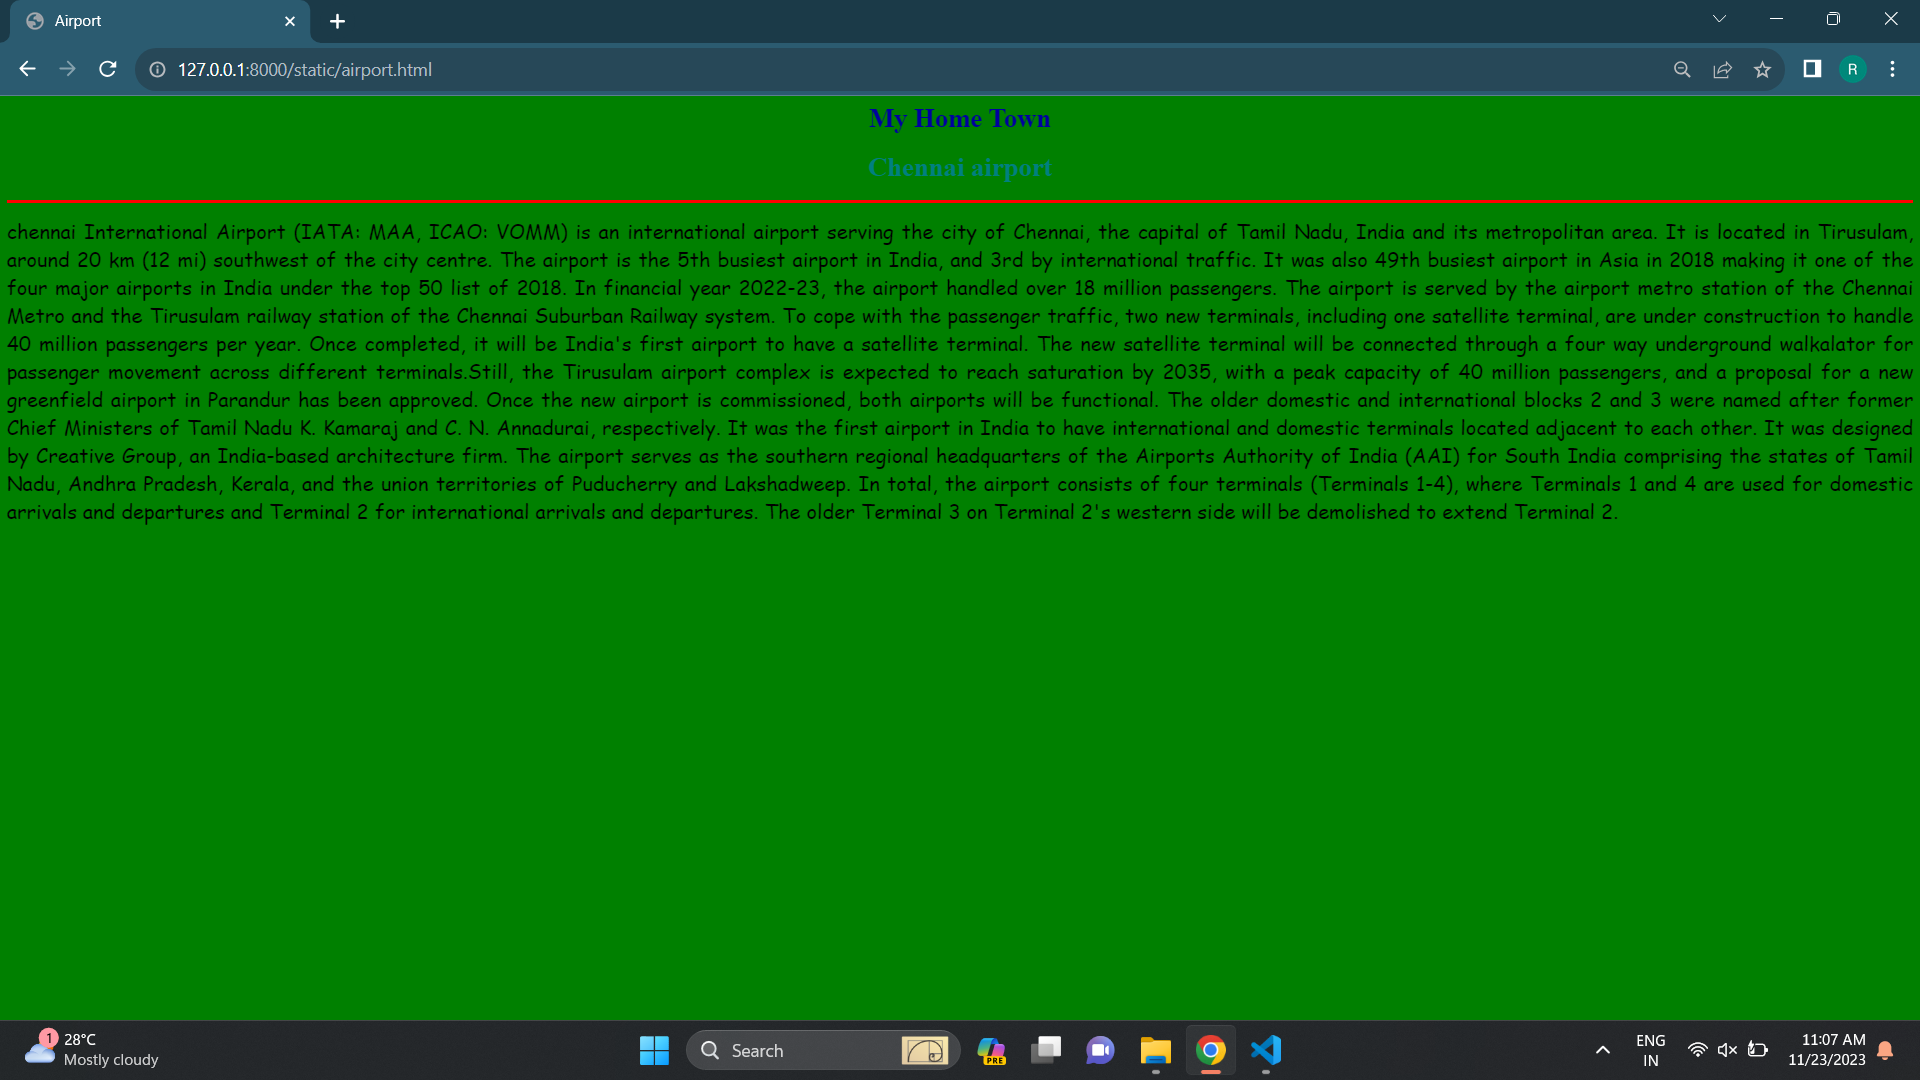 Airport
127.0.0.1:8000/static/airport.html
R
My Home Town
Chennai airport
chennai International Airport (IATA: MAA, ICAO: VOMM) is an international airport serving the city of Chennai, the capital of Tamil Nadu, India and its metropolitan area. It is located in Tirusulam,
around 20 km (12 mi) southwest of the city centre. The airport is the 5th busiest airport in India, and 3rd by international traffic. It was also 49th busiest airport in Asia in 2018 making it one of the
four major airports in India under the top 50 list of 2018. In financial year 2022-23, the airport handled over 18 million passengers. The airport is served by the airport metro station of the Chennai
Metro and the Tirusulam railway station of the Chennai Suburban Railway system. To cope with the passenger traffic, two new terminals, including one satellite terminal, are under construction to handle
40 million passengers per year. Once completed, it will be India's first airport to have a satellite terminal. The new satellite terminal will be connected through a four way underground walkalator for
passenger movement across different terminals.Still, the Tirusulam airport complex is expected to reach saturation by 2035, with a peak capacity of 40 million passengers, and a proposal for a new
greenfield airport in Parandur has been approved. Once the new airport is commissioned, both airports will be functional. The older domestic and international blocks 2 and 3 were named after former
Chief Ministers of Tamil Nadu K. Kamaraj and C. N. Annadurai, respectively. It was the first airport in India to have international and domestic terminals located adjacent to each other. It was designed
by Creative Group, an India-based architecture firm. The airport serves as the southern regional headquarters of the Airports Authority of India (AAI) for South India comprising the states of Tamil
Nadu, Andhra Pradesh, Kerala, and the union territories of Puducherry and Lakshadweep. In total, the airport consists of four terminals (Terminals 1-4), where Terminals 1 and 4 are used for domestic
arrivals and departures and Terminal 2 for international arrivals and departures. The older Terminal 3 on Terminal 2's western side will be demolished to extend Terminal 2.
1
28°C
Mostly cloudy
Search
PRE
ENG
IN
11:07 AM
11/23/2023